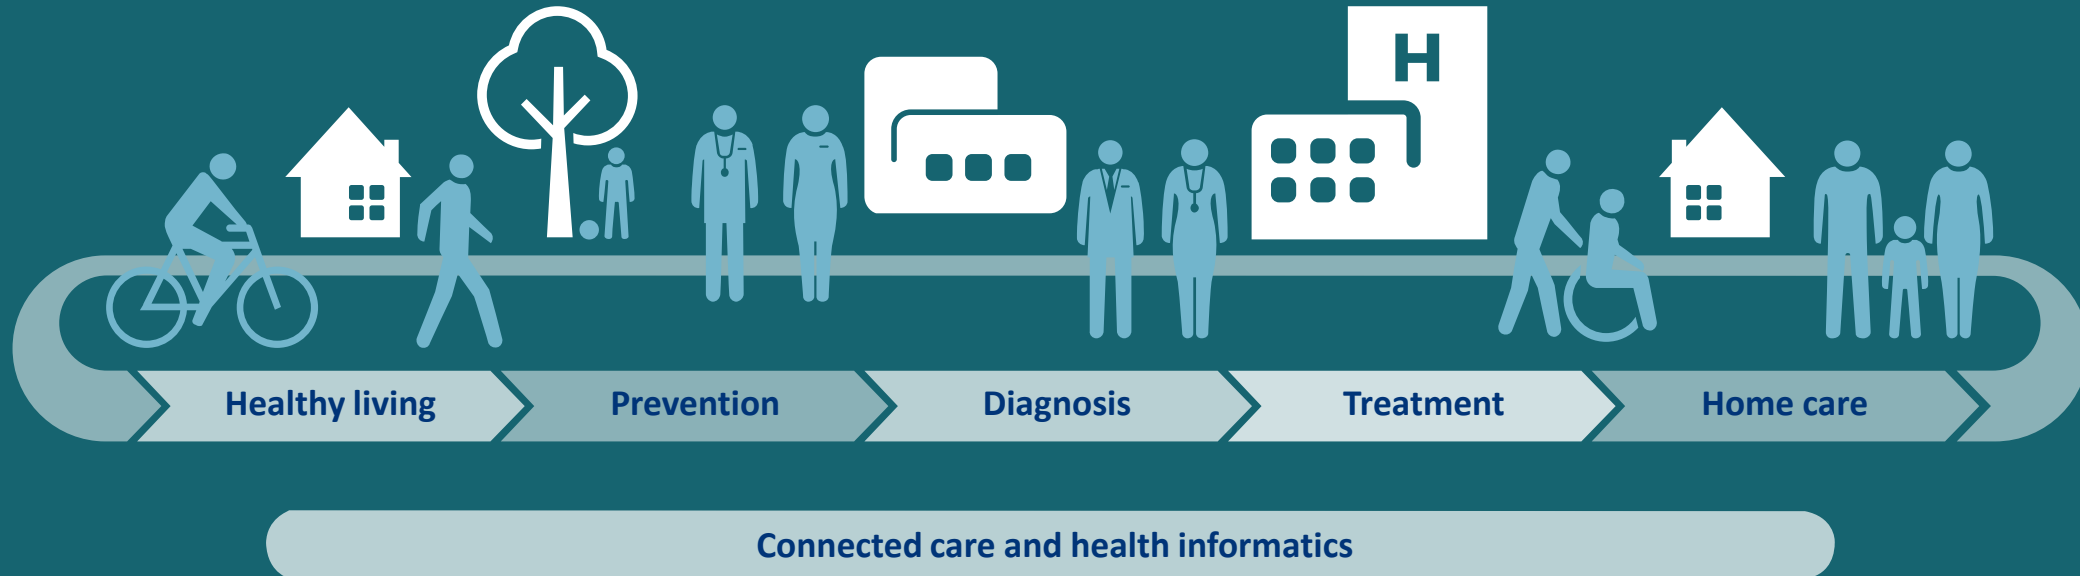 H
Healthy living
Prevention
Diagnosis
Treatment
Home care
Connected care and health informatics